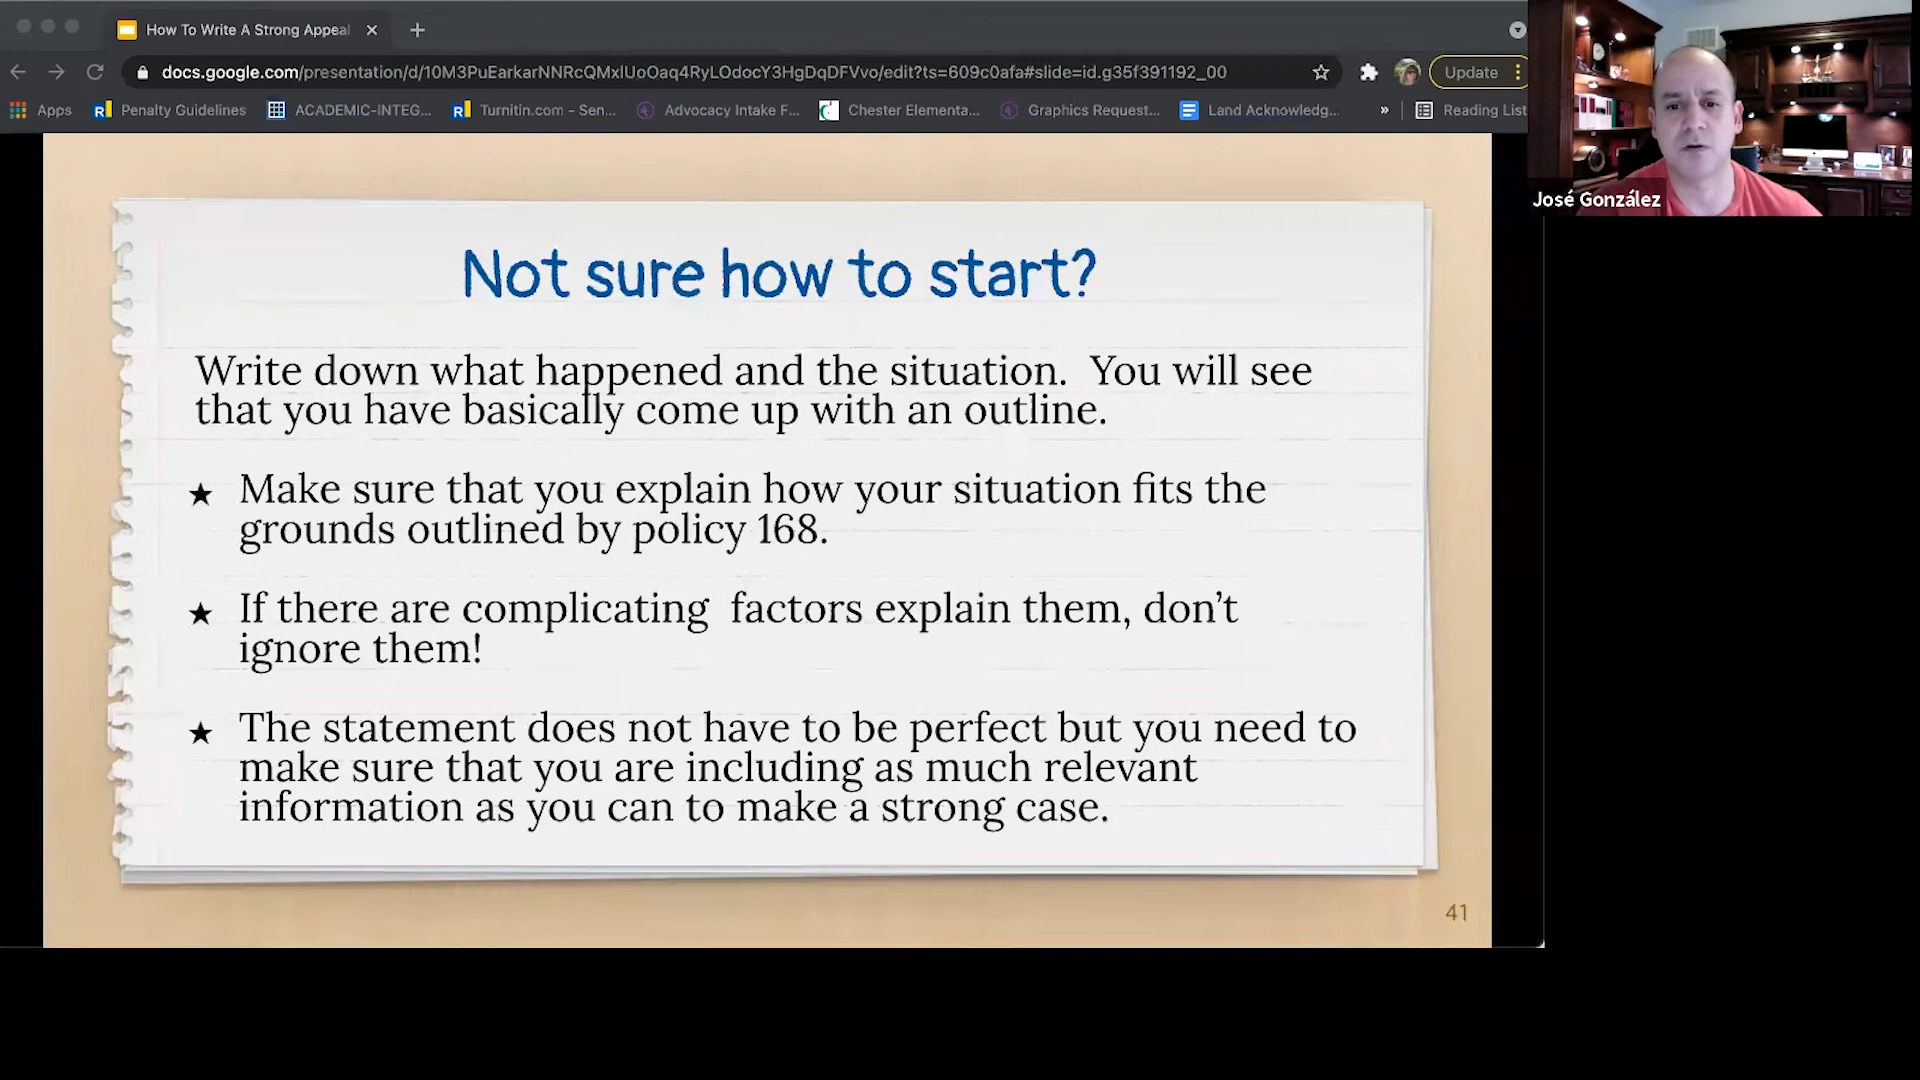 How To Write A Strong Appeal
docs.google.com/presentation/d/10M3PuEarkarNNRcQMxlUoOaq4RyLOdocY3HgDqDFVvo/edit?ts=609c0afa#slide=id.g35f391192_00
Update
Apps
Penalty Guidelines
ACADEMIC-INTEG...
Turnitin.com - Sen...
Advocacy Intake F...
Chester Elementa...
Graphics Request...
Land Acknowledg...
»
Reading List
José González
Not sure how to start?
Write down what happened and the situation.  You will see
that you have basically come up with an outline.
★ Make sure that you explain how your situation fits the
grounds outlined by policy 168.
★ If there are complicating  factors explain them, don’t
ignore them!
★ The statement does not have to be perfect but you need to
make sure that you are including as much relevant
information as you can to make a strong case.
41